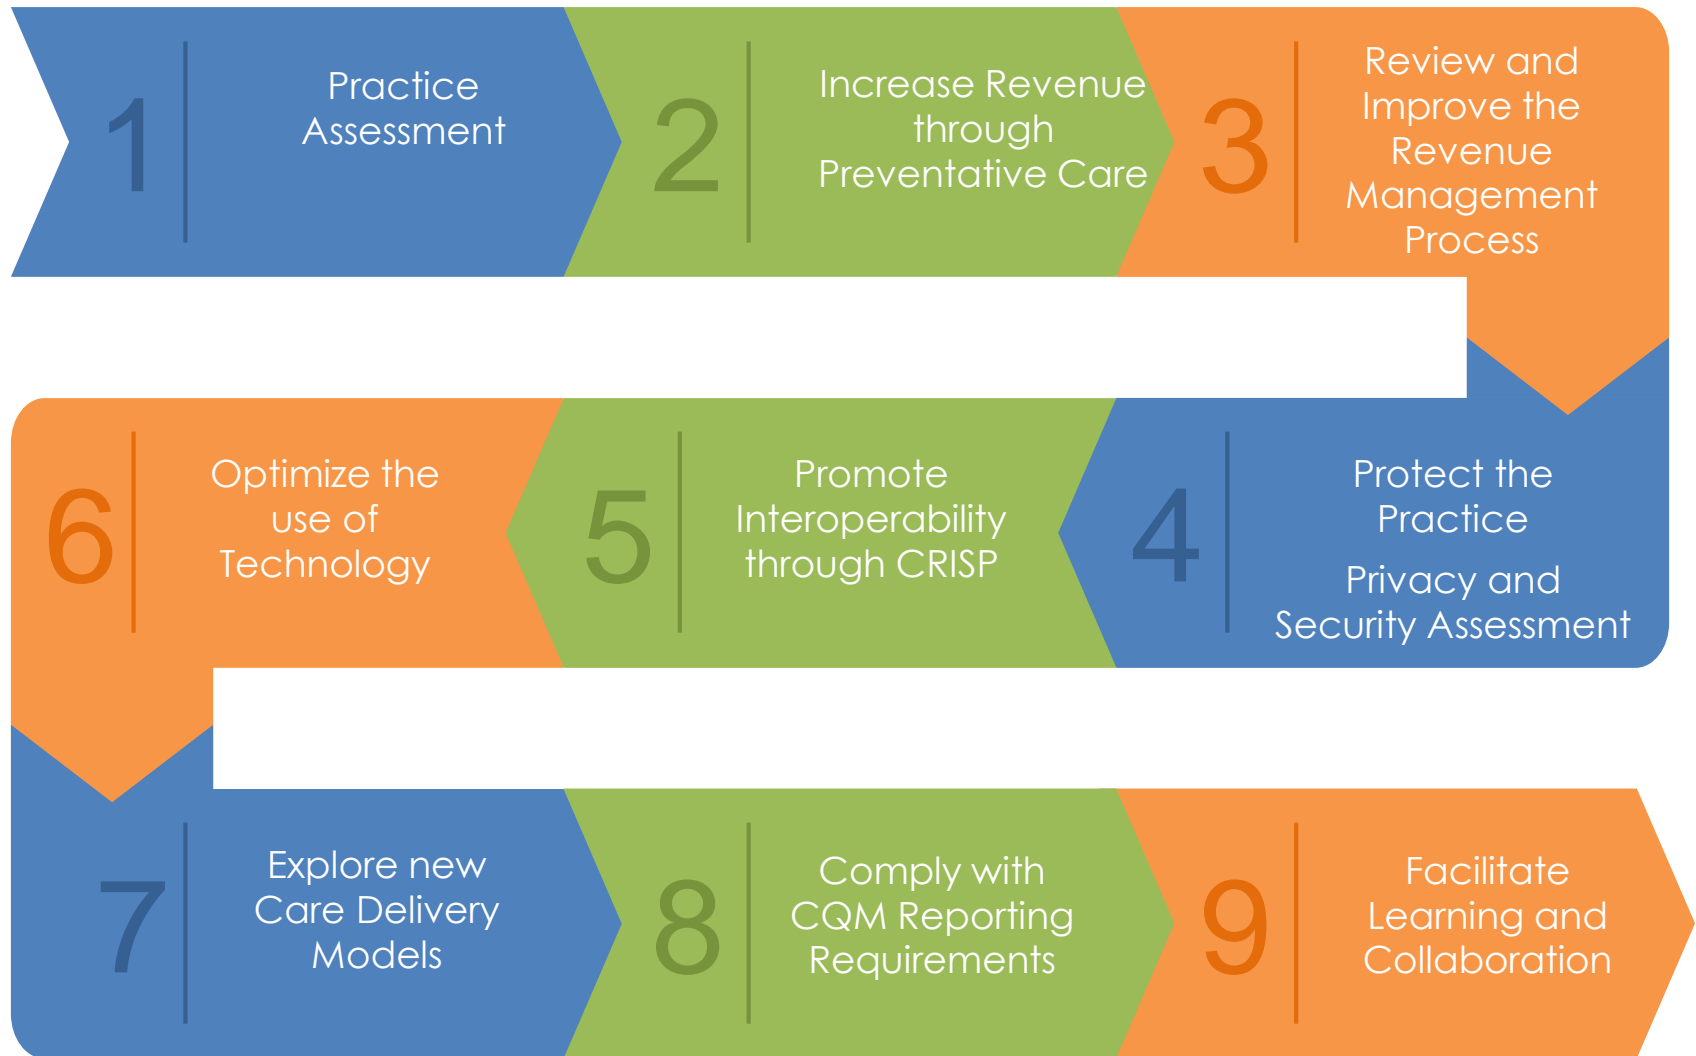 1
Practice
Assessment
2
Increase Revenue
through
Preventative Care
3
Review and
Improve the
Revenue
Management
Process
4
Protect the
Practice
Privacy and
Security Assessment
5
Promote
Interoperability
through CRISP
6
Optimize the
use of
Technology
7
Explore new
Care Delivery
Models
8
Comply with
CQM Reporting
Requirements
9
Facilitate
Learning and
Collaboration